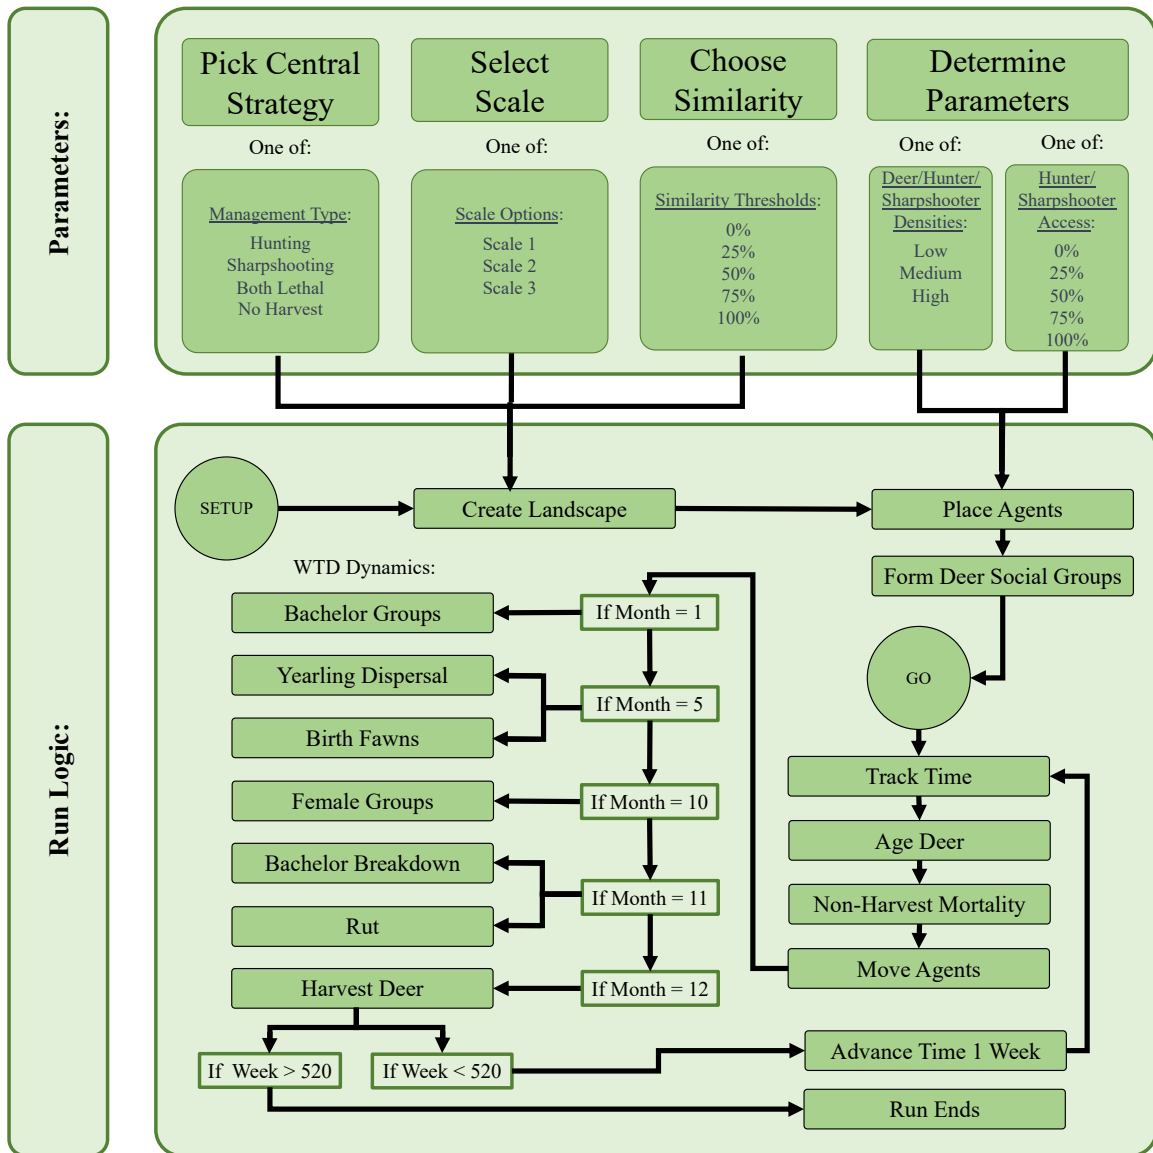 Parameters:
Pick Central
Strategy
One of:
Management Type:
Hunting
Sharpshooting
Both Lethal
No Harvest
Select
Scale
One of:
Scale Options:
Scale 1
Scale 2
Scale 3
Choose
Similarity
One of:
Similarity Thresholds:
0%
25%
50%
75%
100%
Determine
Parameters
One of:
Deer/Hunter/
Sharpshooter
Densities:
Low
Medium
High
One of:
Hunter/
Sharpshooter
Access:
0%
25%
50%
75%
100%
Run Logic:
SETUP
Create Landscape
Place Agents
Form Deer Social Groups
GO
Track Time
Age Deer
Non-Harvest Mortality
Move Agents
WTD Dynamics:
If Month = 1
Bachelor Groups
If Month = 5
Yearling Dispersal
Birth Fawns
If Month = 10
Female Groups
If Month = 11
Bachelor Breakdown
Rut
If Month = 12
Harvest Deer
If Week > 520
If Week < 520
Advance Time 1 Week
Run Ends